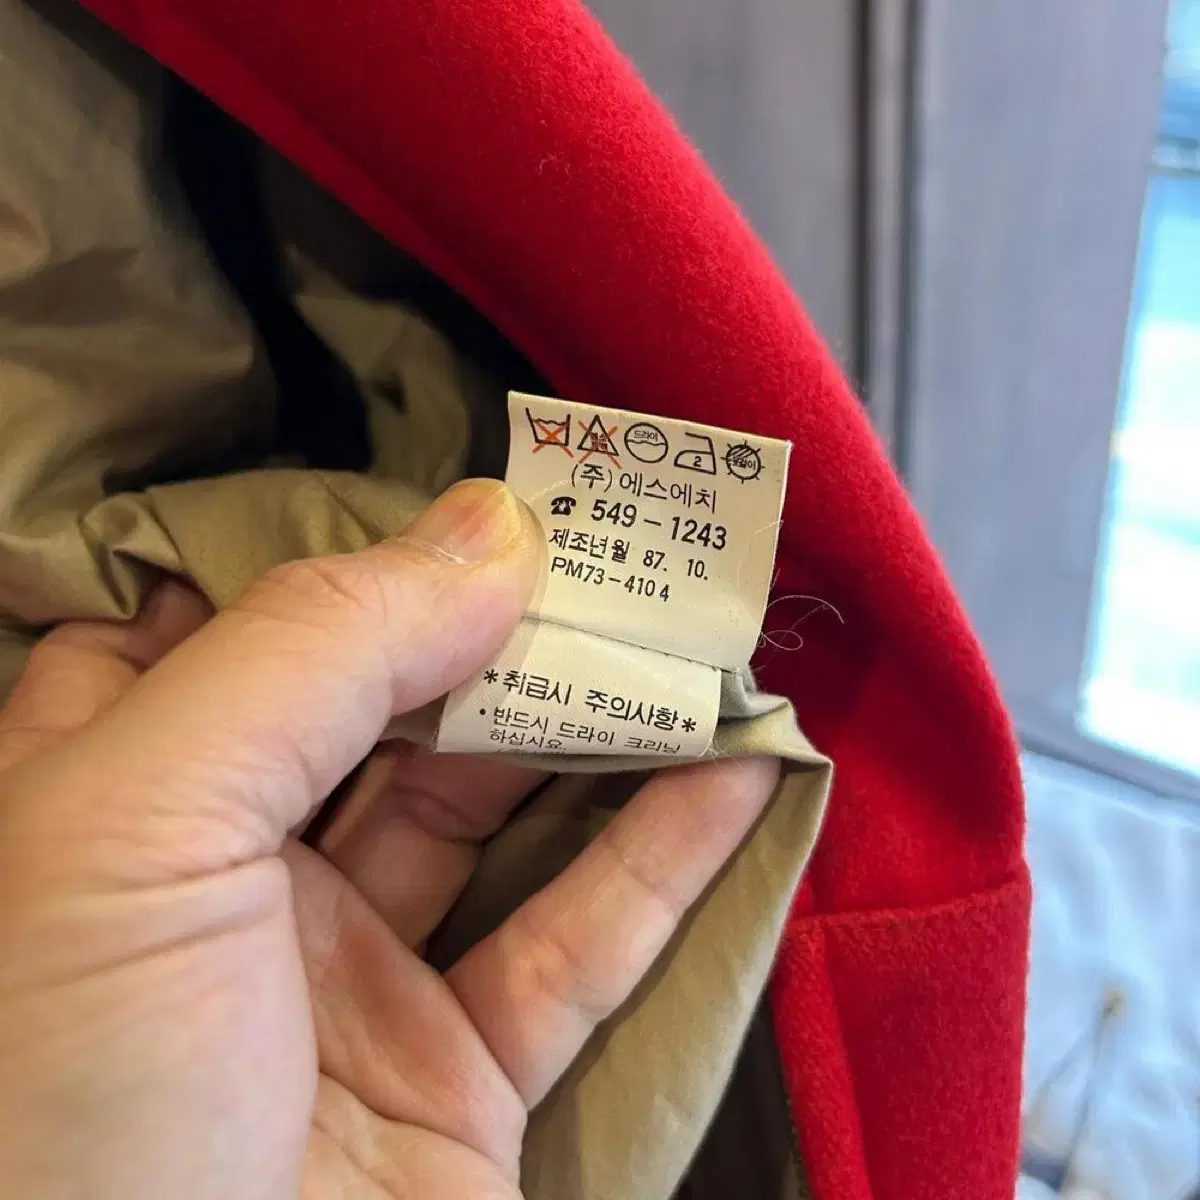 드라이
2
(주)에스에치
☎ 549-1243
제조년월 87. 10.
PM73-4104
*취급시 주의사항*
• 반드시 드라이 크리닝
하십시요.